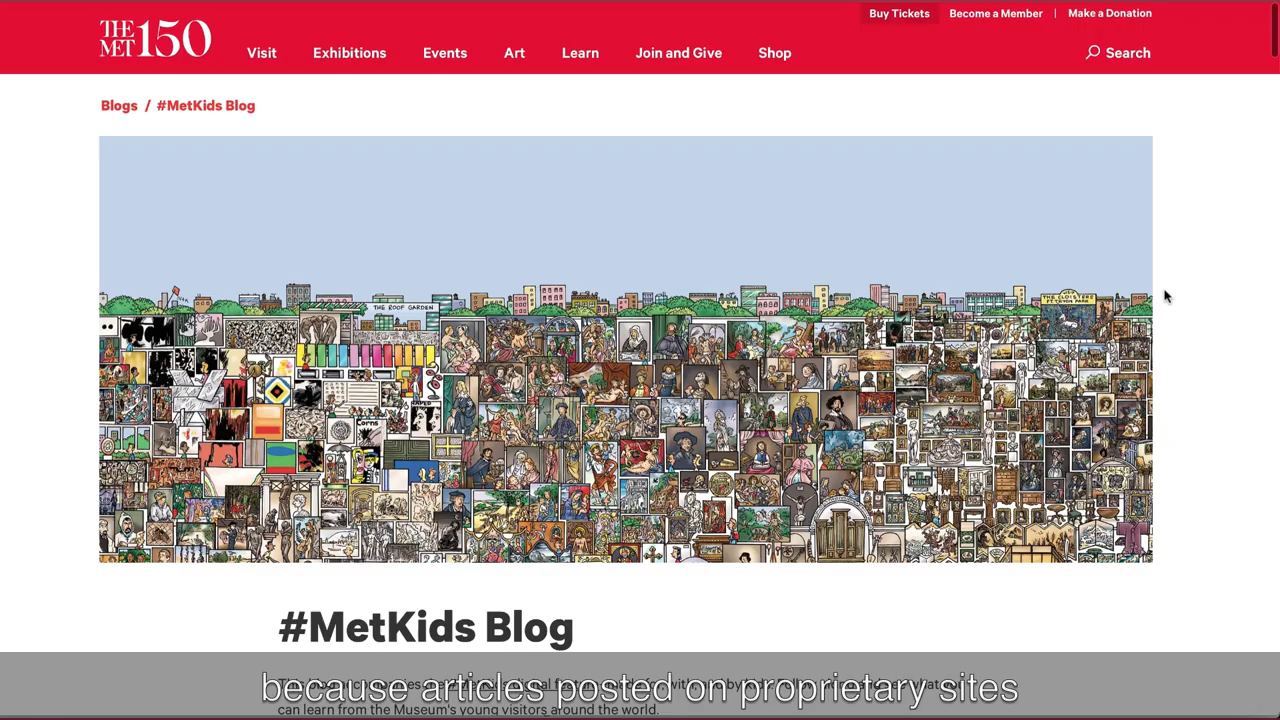 Buy Tickets
Become a Member
Make a Donation
THE MET 150
Visit
Exhibitions
Events
Art
Learn
Join and Give
Shop
Search
Blogs / #MetKids Blog
THE ROOF GARDEN
THE CLOISTERS
Corns
#MetKids Blog
because articles posted on proprietary sites
can learn from the Museum's young visitors around the world.